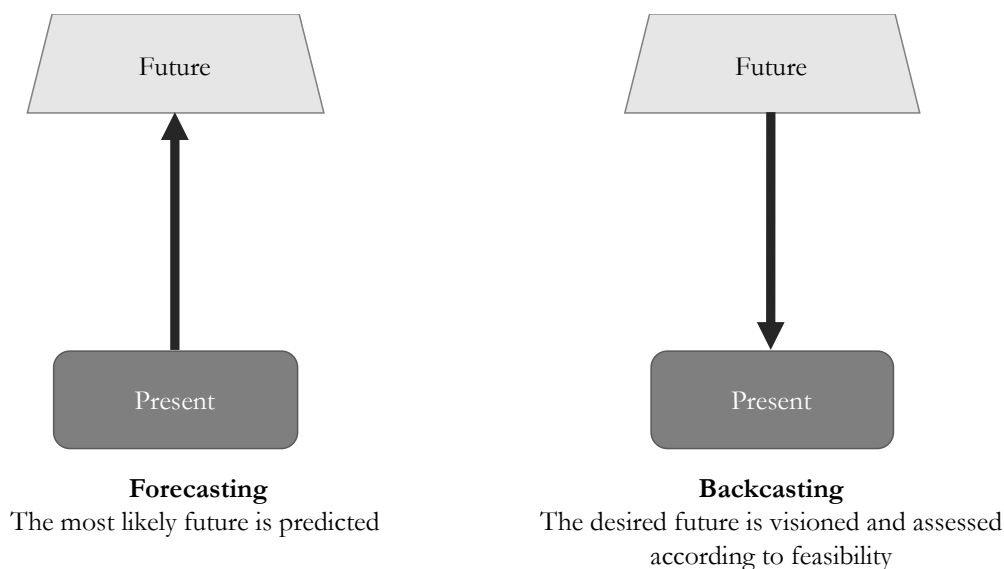 Future
Future
Present
Present
Forecasting
The most likely future is predicted
Backcasting
The desired future is visioned and assessed
according to feasibility